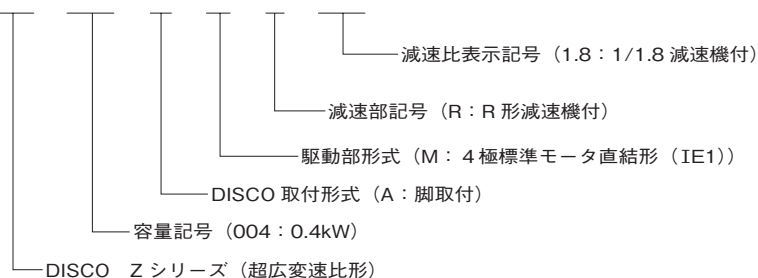 減速比表示記号（1.8：1/1.8 減速機付）
減速部記号（R：R 形減速機付）
駆動部形式（M：４極標準モータ直結形（IE1））
DISCO 取付形式（A：脚取付）
容量記号（004：0.4kW）
DISCO　Z シリーズ（超広変速比形）